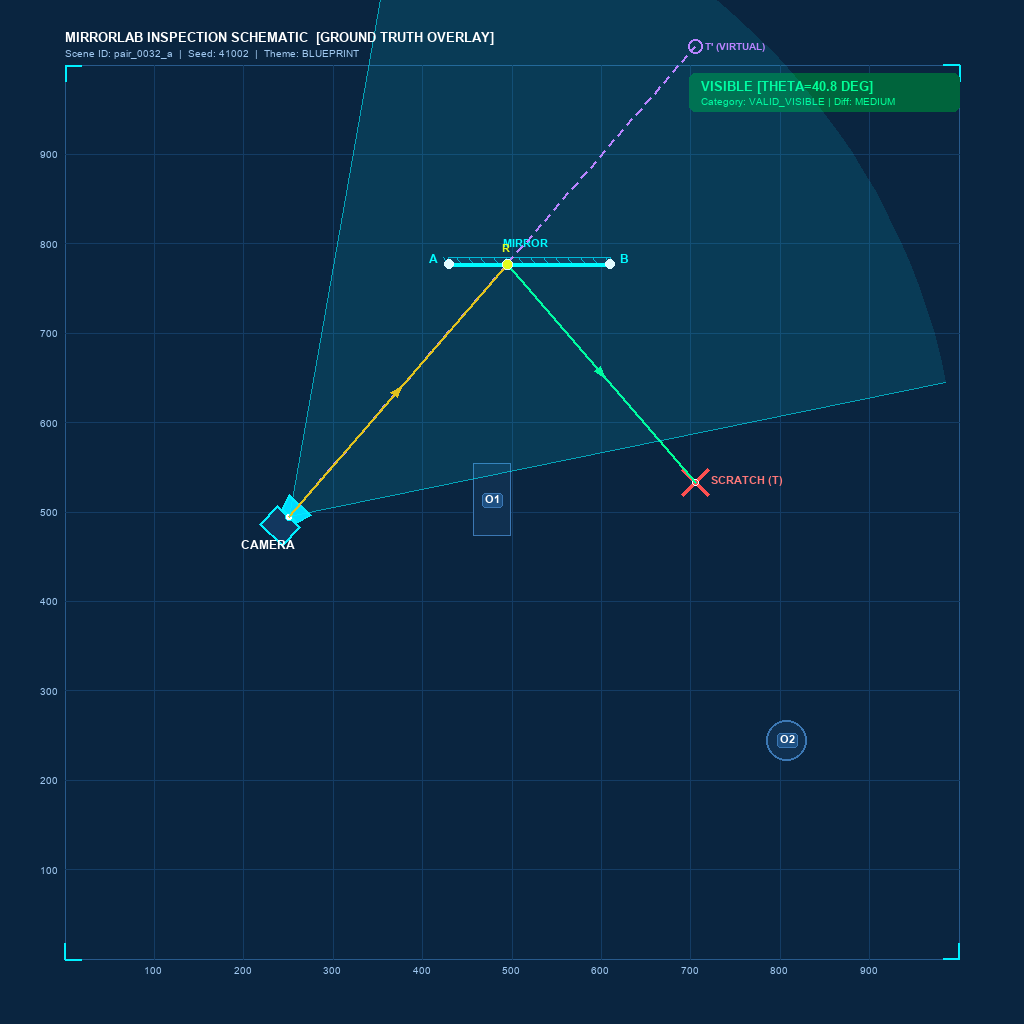 MIRRORLAB INSPECTION SCHEMATIC  [GROUND TRUTH OVERLAY]
Scene ID: pair_0032_a  |  Seed: 41002  |  Theme: BLUEPRINT
T' (VIRTUAL)
VISIBLE [THETA=40.8 DEG]
Category: VALID_VISIBLE | Diff: MEDIUM
900
800
MIRROR
R
A
B
700
600
SCRATCH (T)
O1
500
CAMERA
400
300
O2
200
100
100 200 300 400 500 600 700 800 900